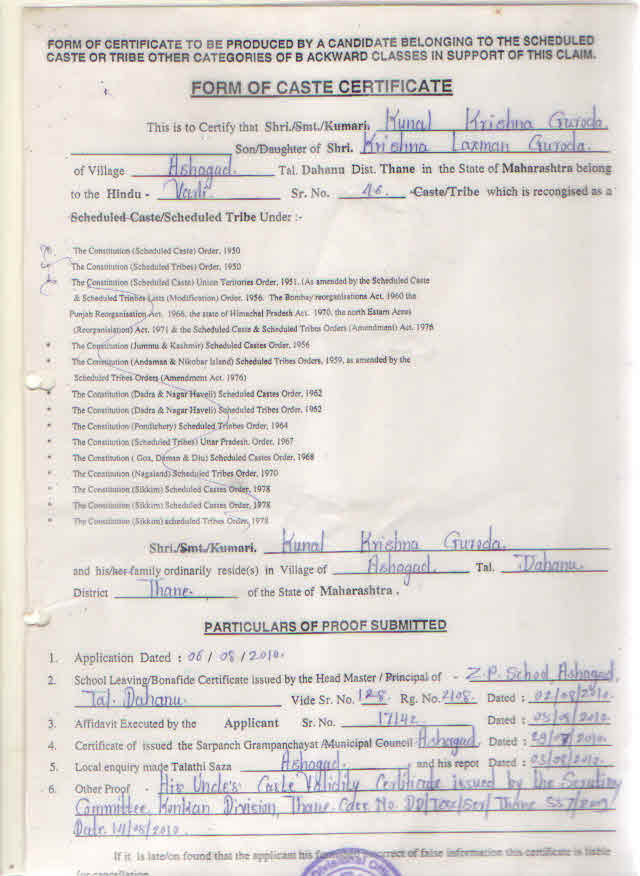 FORM OF CERTIFICATE TO BE PRODUCED BY A CANDIDATE BELONGING TO THE SCHEDULED
CASTE OR TRIBE OTHER CATEGORIES OF B ACKWARD CLASSES IN SUPPORT OF THIS CLAIM.
FORM OF CASTE CERTIFICATE
This is to Certify that Shri./Smt./Kumari. Kunal Krishna Guroda.
Son/Daughter of Shri. Krishna Laxman Guroda.
of Village Ashagad. Tal. Dahanu Dist. Thane in the State of Maharashtra belong
to the Hindu - Varli Sr. No. 46. Caste/Tribe which is recongised as a
Scheduled Caste/Scheduled Tribe Under :-
The Constitution (Scheduled Caste) Order, 1950
* The Constitution (Scheduled Tribes) Order, 1950
* The Constitution (Scheduled Caste) Union Teritories Order, 1951. (As amended by the Scheduled Caste
& Scheduled Trinbes Lists (Modification) Order. 1956. The Bombay reorganisations Act. 1960 the
Punjab Reorganisation Act. 1966, the state of Himachel Pradesh Act. 1970, the north Estam Areas
(Reorganisiation) Act. 1971 & the Scheduled Caste & Scheduled Tribes Orders (Amendment) Act. 1976
* The Constitution (Jummu & Kashmir) Scheduled Castes Order, 1956
* The Constitution (Andaman & Nikobar Island) Scheduled Tribes Orders, 1959, as amended by the
Scheduled Tribes Orders (Amendment Act. 1976)
* The Constitution (Dadra & Nagar Haveli) Scheduled Castes Order, 1962
* The Constitution (Dadra & Nagar Haveli) Scheduled Tribes Order, 1962
* The Constitution (Pondichery) Scheduled Trinbes Order, 1964
* The Constitution (Scheduled Tribes) Uttar Pradesh, Order, 1967
* The Constitution ( Goa, Daman & Diu) Scheduled Castes Order, 1968
* The Constitution (Nagaland) Scheduled Tribes Order, 1970
* The Constitution (Sikkim) Scheduled Castes Order, 1978
* The Constitution (Sikkim) Scheduled Castes Order, 1978
* The Constitution (Sikkim) scheduled Tribes Order, 1978
Shri./Smt./Kumari. Kunal Krishna Guroda.
and his/her family ordinarily reside(s) in Village of Ashagad. Tal. Dahanu
District Thane. of the State of Maharashtra .
PARTICULARS OF PROOF SUBMITTED
1. Application Dated : 06 / 08 / 2010.
2. School Leaving/Bonafide Certificate issued by the Head Master / Principal of - Z.P. School Ashagad,
Tal. Dahanu. Vide Sr. No. 128. Rg. No. 2108. Dated : 02/08/2010.
3. Affidavit Executed by the Applicant Sr. No. 17142. Dated : 05/08/2010.
4. Certificate of issued the Sarpanch Grampanchayat /Municipal Council Ashagad. Dated : 29/07/2010.
5. Local enquiry made Talathi Saza Ashagad. and his repot Dated : 03/08/2010.
6. Other Proof - His Uncle's Caste Validity Certificate issued by the Scrutiny
Committee, Konkan Division, Thane. Case No. DD/TCSC/Ser/ Thane 557/2007
Date. 14/05/2010.
If it is late/on found that the applicant his of false information this certificate is liable
for cancellation.